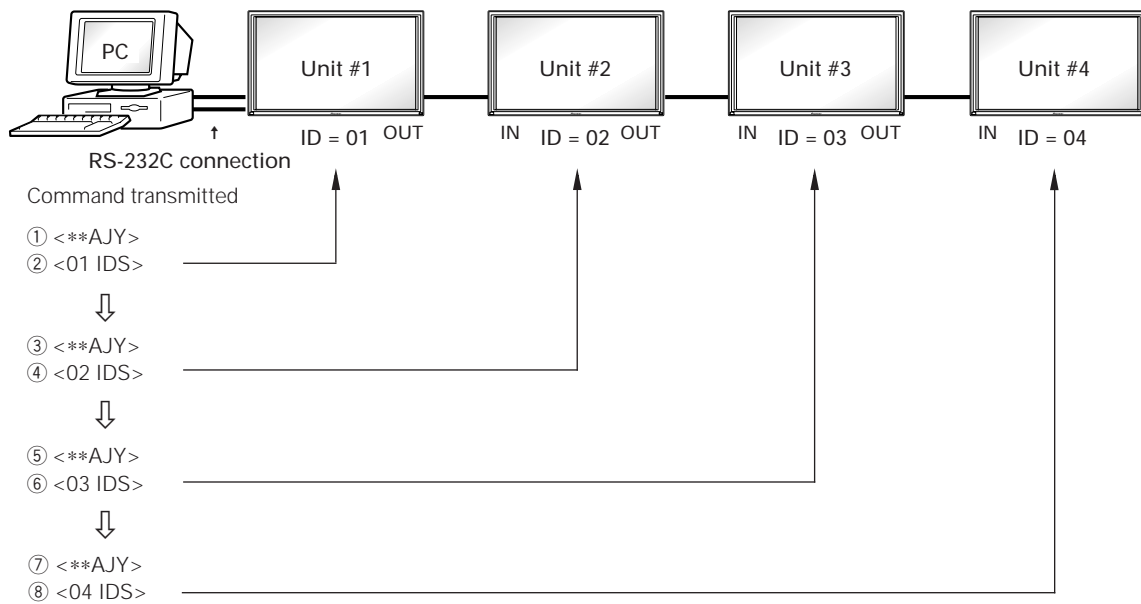 PC
Unit #1
Unit #2
Unit #3
Unit #4
ID = 01 OUT
IN ID = 02 OUT
IN ID = 03 OUT
IN ID = 04
RS-232C connection
Command transmitted
① <**AJY>
② <01 IDS>
③ <**AJY>
④ <02 IDS>
⑤ <**AJY>
⑥ <03 IDS>
⑦ <**AJY>
⑧ <04 IDS>